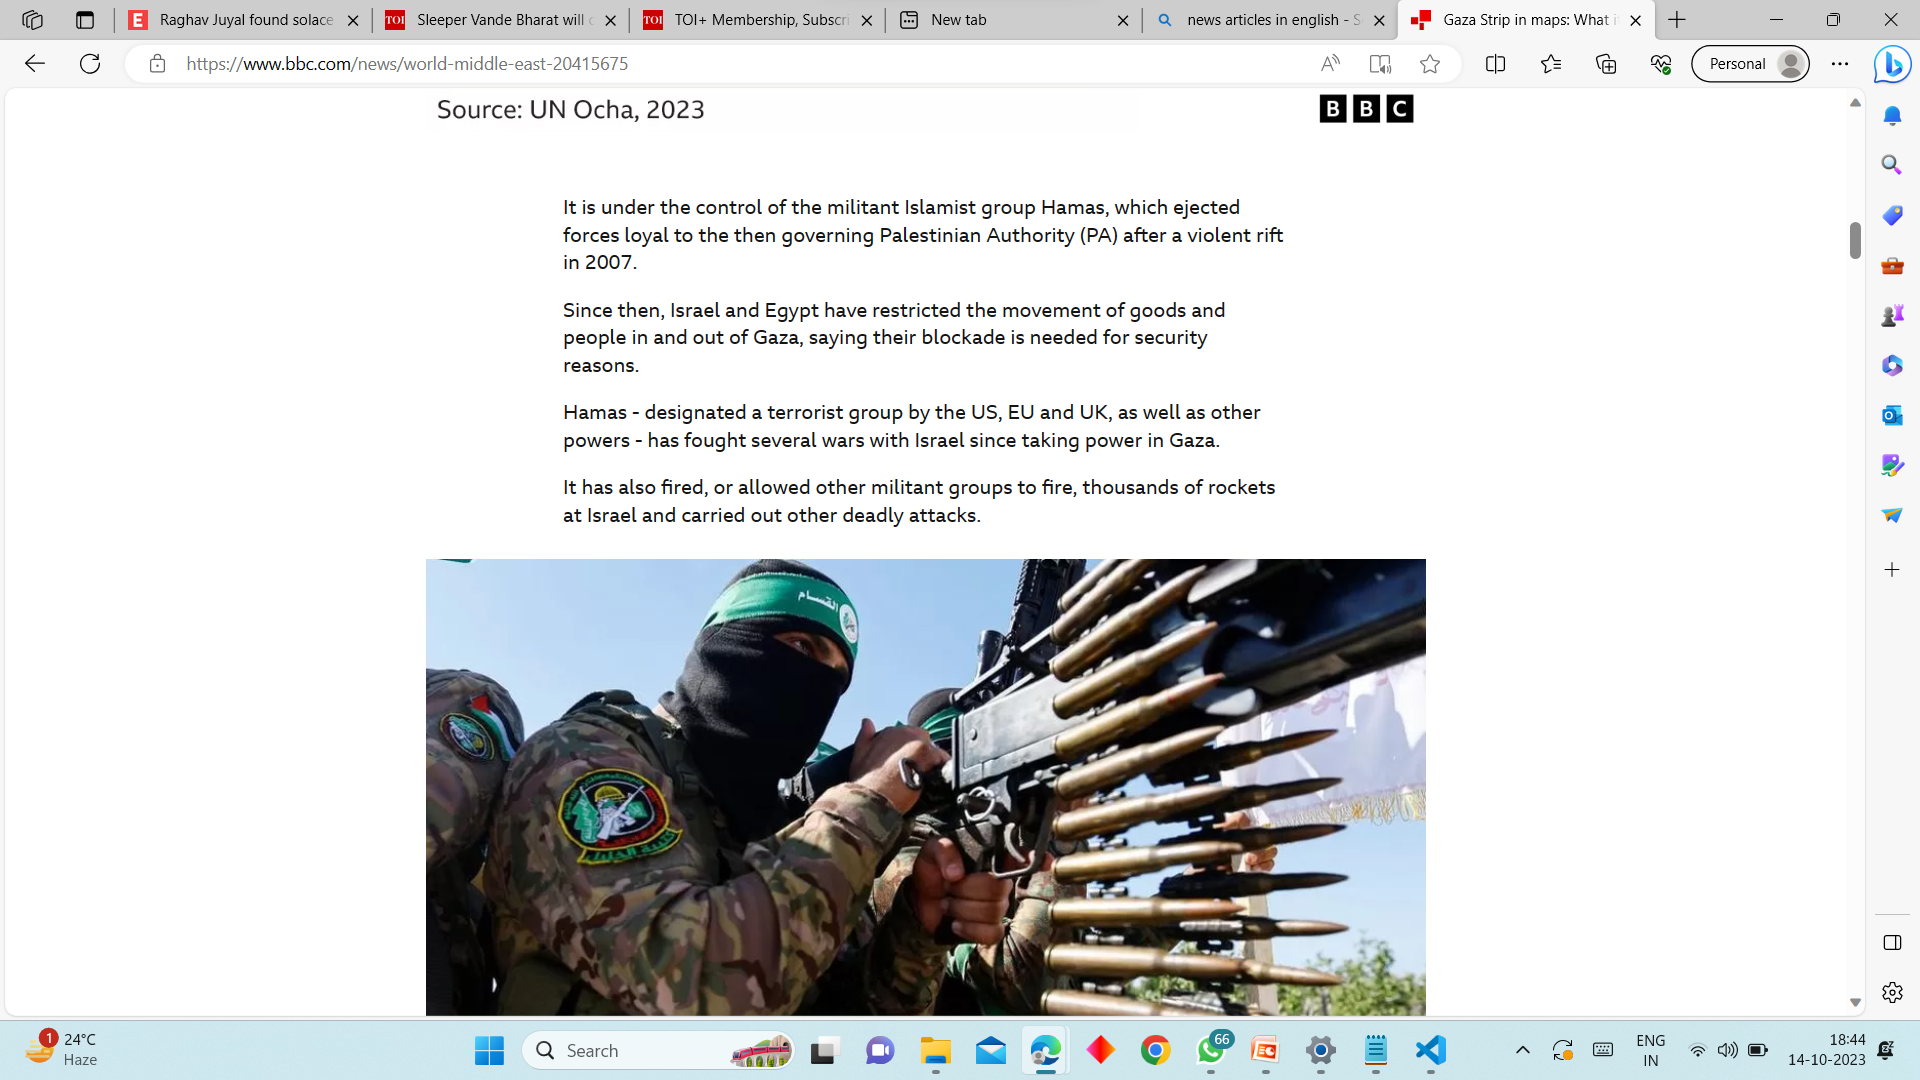 Raghav Juyal found solace
Sleeper Vande Bharat will c
TOI+ Membership, Subscri
New tab
news articles in english - S
Gaza Strip in maps: What i
https://www.bbc.com/news/world-middle-east-20415675
Personal
Source: UN Ocha, 2023
BBC
It is under the control of the militant Islamist group Hamas, which ejected
forces loyal to the then governing Palestinian Authority (PA) after a violent rift
in 2007.
Since then, Israel and Egypt have restricted the movement of goods and
people in and out of Gaza, saying their blockade is needed for security
reasons.
Hamas - designated a terrorist group by the US, EU and UK, as well as other
powers - has fought several wars with Israel since taking power in Gaza.
It has also fired, or allowed other militant groups to fire, thousands of rockets
at Israel and carried out other deadly attacks.
القسام
1
24°C
Haze
Search
66
ENG
IN
18:44
14-10-2023